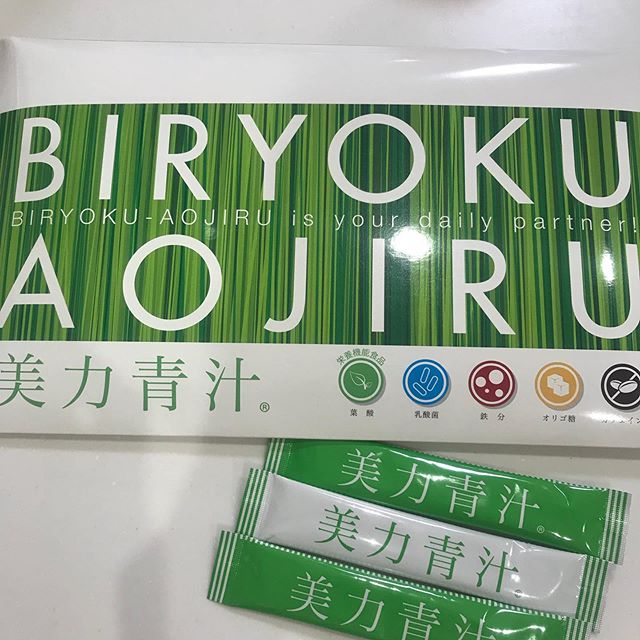 BIRYOKU
BIRYOKU-AOJIRU is your daily partner!
AOJIRU
美力青汁®
栄養機能食品
葉酸 乳酸菌 鉄分 オリゴ糖
美力青汁®
美力青汁®
美力青汁